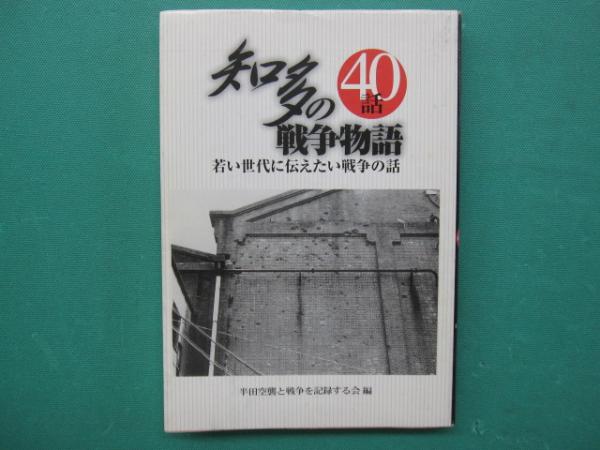 知多の
戦争物語
40
話
若い世代に伝えたい戦争の話
半田空襲と戦争を記録する会 編